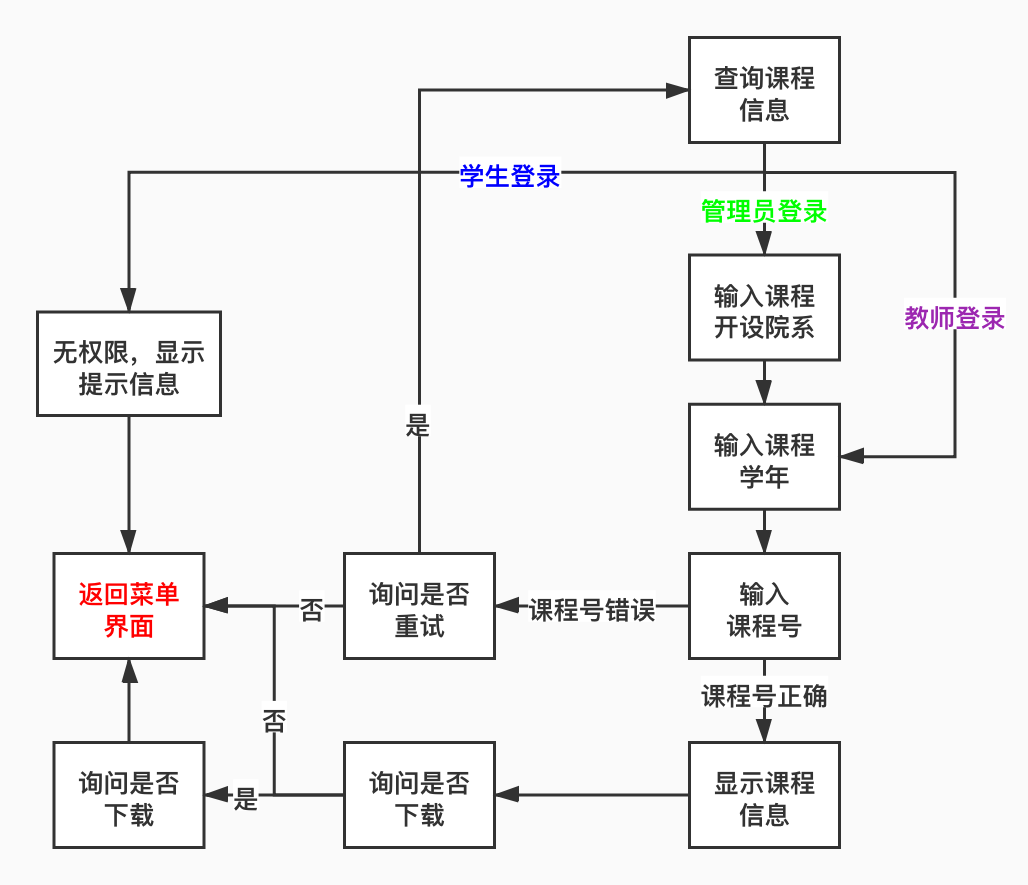 查询课程
信息
学生登录
管理员登录
输入课程
开设院系
教师登录
无权限，显示
提示信息
是
输入课程
学年
返回菜单
界面
否
询问是否
重试
课程号错误
输入
课程号
课程号正确
否
询问是否
下载
是
询问是否
下载
显示课程
信息